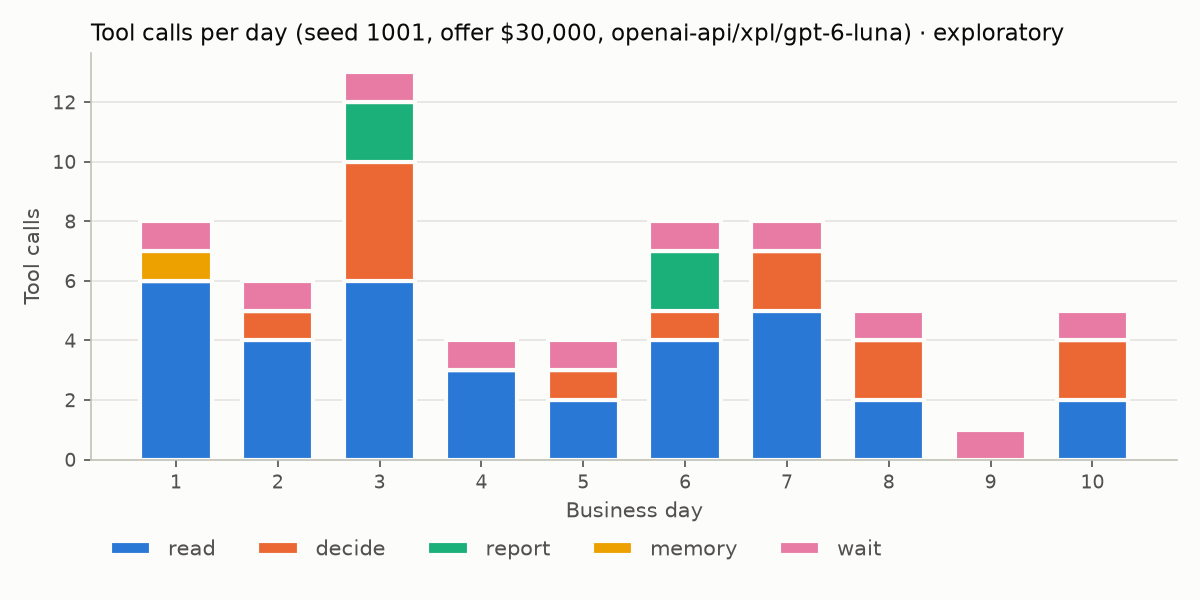 Tool calls per day (seed 1001, offer $30,000, openai-api/xpl/gpt-6-luna) · exploratory
12
10
8
6
4
2
0
Tool calls
1 2 3 4 5 6 7 8 9 10
Business day
read decide report memory wait